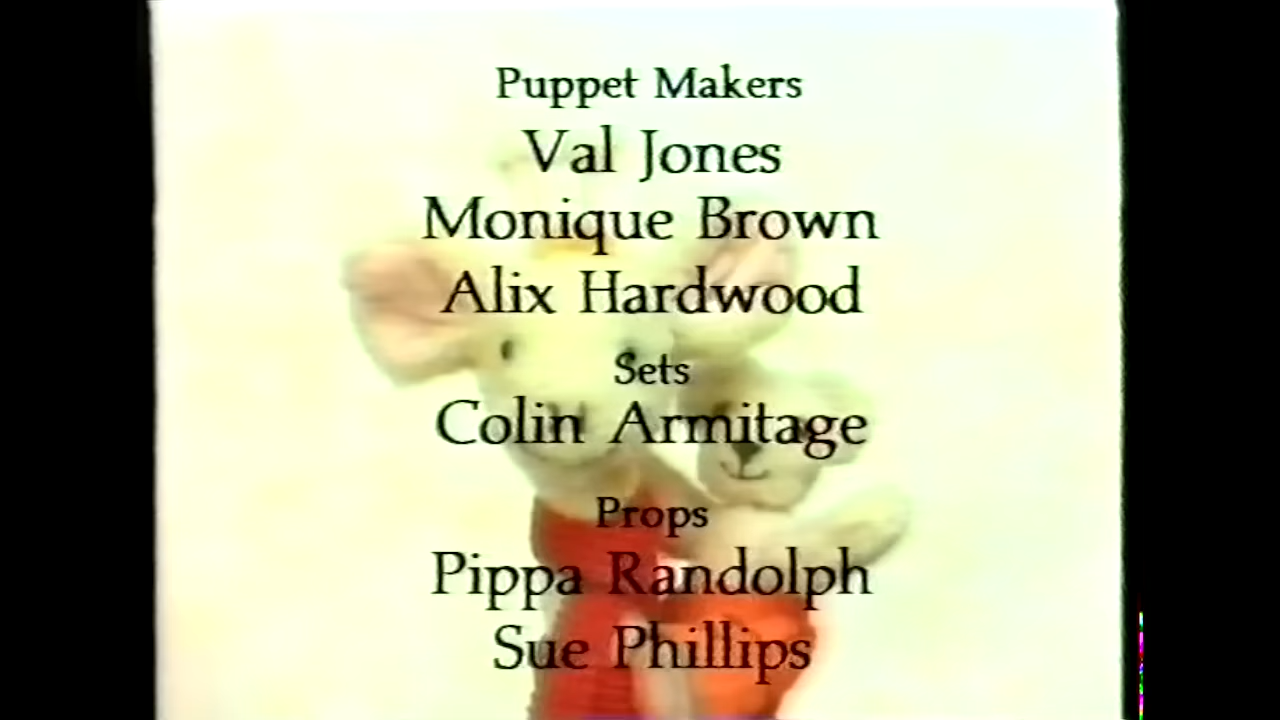 Puppet Makers
Val Jones
Monique Brown
Alix Hardwood
Sets
Colin Armitage
Props
Pippa Randolph
Sue Phillips